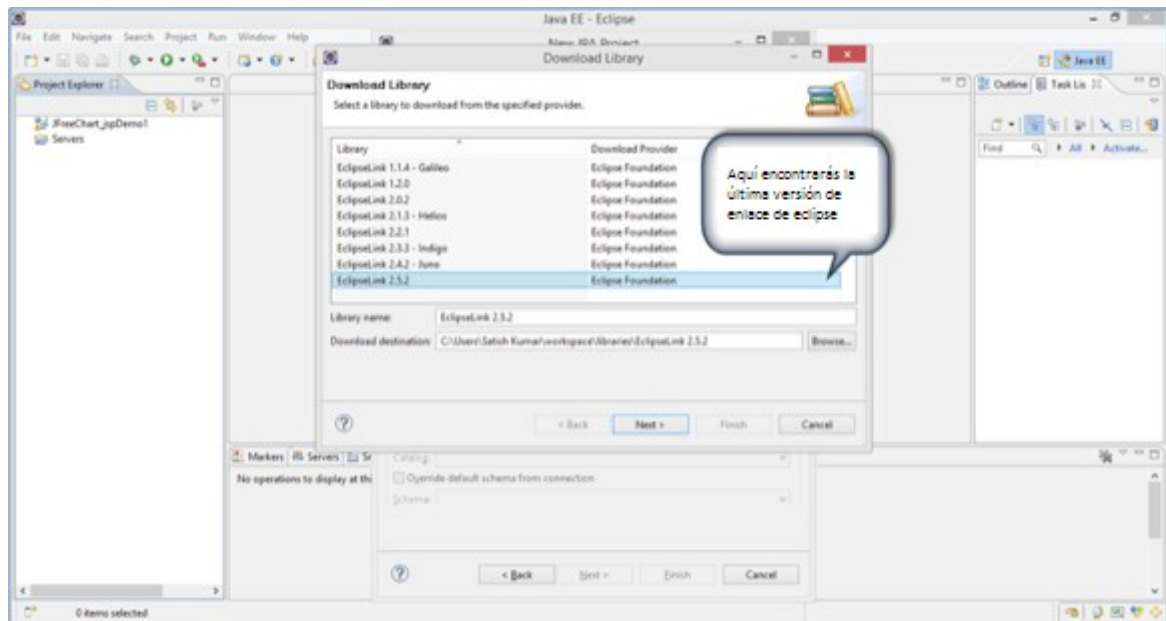 Java EE - Eclipse
File Edit Navigate Search Project Run Window Help
New JPA Project
Download Library
Java EE
Project Explorer
JFreeChart_jspDemo1
Servers
Download Library
Select a library to download from the specified provider.
Library Download Provider
EclipseLink 1.1.4 - Galileo Eclipse Foundation
EclipseLink 1.2.0 Eclipse Foundation
EclipseLink 2.0.2 Eclipse Foundation
EclipseLink 2.1.3 - Helios Eclipse Foundation
EclipseLink 2.2.1 Eclipse Foundation
EclipseLink 2.3.3 - Indigo Eclipse Foundation
EclipseLink 2.4.2 - Juno Eclipse Foundation
EclipseLink 2.5.2 Eclipse Foundation
Aquí encontrarás la
última versión de
enlace de eclipse
Library name: EclipseLink 2.5.2
Download destination: C:\Users\Satish Kumar\workspace\libraries\EclipseLink 2.5.2 Browse...
< Back Next > Finish Cancel
Outline Task Lis
Find All Activate...
Markers Servers
No operations to display at thi
Catalog:
Override default schema from connection
Schema:
< Back Next > Finish Cancel
0 items selected